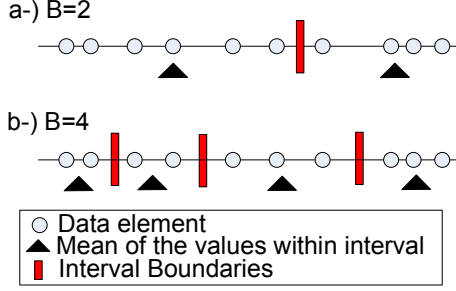 a-) B=2
b-) B=4
Data element
Mean of the values within interval
Interval Boundaries